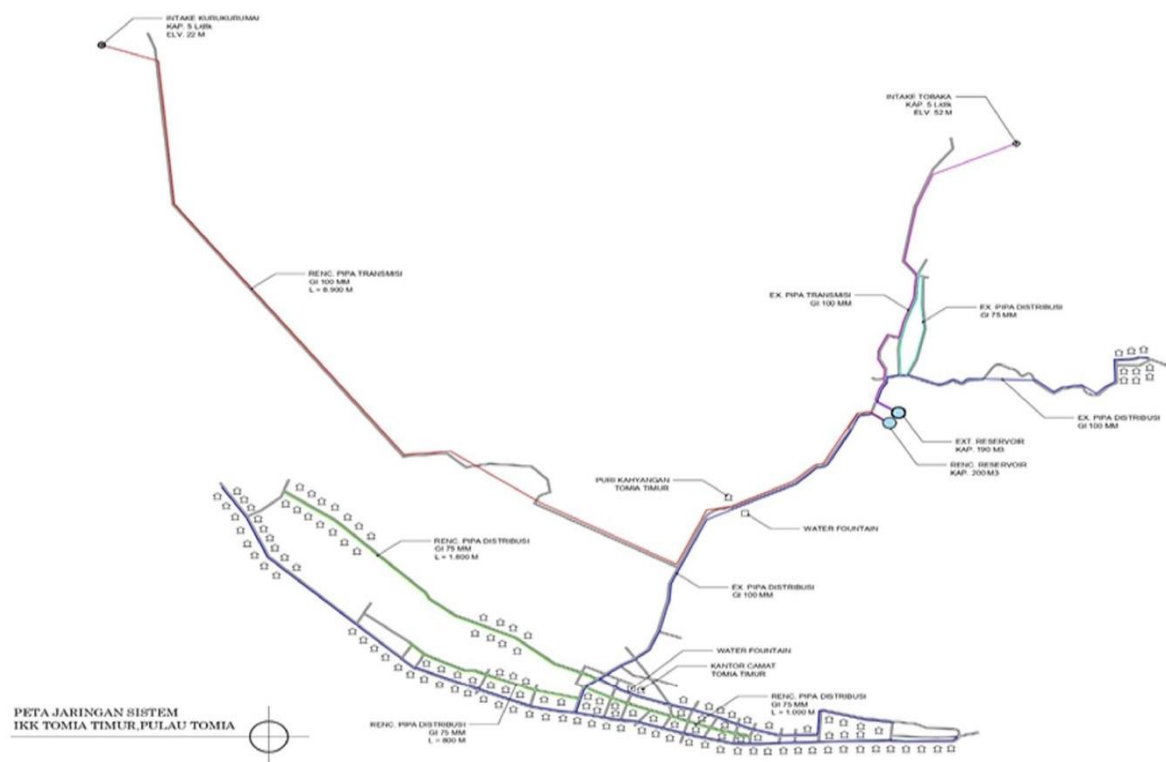 INTAKE KURUKURUMAI
KAP. 5 Lt/dtk
ELV. 22 M
INTAKE TOBAKA
KAP. 5 Lt/dtk
ELV. 52 M
RENC. PIPA TRANSMISI
GI 100 MM
L = 8.900 M
EX. PIPA TRANSMISI
GI 100 MM
EX. PIPA DISTRIBUSI
GI 75 MM
EX. PIPA DISTRIBUSI
GI 100 MM
EXT. RESERVOIR
KAP. 190 M3
RENC. RESERVOIR
KAP. 200 M3
PURI KAHYANGAN
TOMIA TIMUR
WATER FOUNTAIN
RENC. PIPA DISTRIBUSI
GI 75 MM
L = 1.800 M
EX. PIPA DISTRIBUSI
GI 100 MM
WATER FOUNTAIN
KANTOR CAMAT
TOMIA TIMUR
RENC. PIPA DISTRIBUSI
GI 75 MM
L = 1.000 M
RENC. PIPA DISTRIBUSI
GI 75 MM
L = 800 M
PETA JARINGAN SISTEM
IKK TOMIA TIMUR,PULAU TOMIA